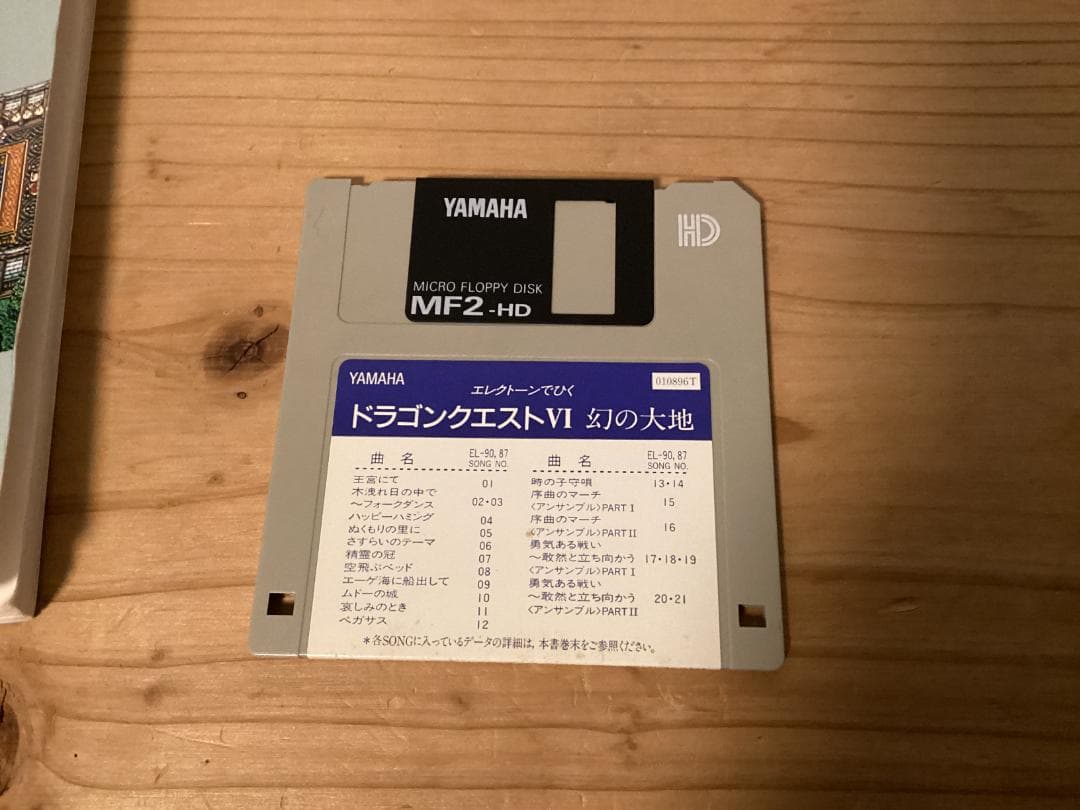 YAMAHA
HD
MICRO FLOPPY DISK
MF2-HD
YAMAHA
エレクトーンでひく
010896T
ドラゴンクエストVI 幻の大地
曲名 EL-90, 87 SONG NO.
王宮にて 01
木洩れ日の中で
〜フォークダンス 02・03
ハッピーハミング 04
ぬくもりの里に 05
さすらいのテーマ 06
精霊の冠 07
空飛ぶベッド 08
エーゲ海に船出して 09
ムドーの城 10
哀しみのとき 11
ペガサス 12
曲名 EL-90, 87 SONG NO.
時の子守唄 13・14
序曲のマーチ
〈アンサンブル〉PART I 15
序曲のマーチ
〈アンサンブル〉PART II 16
勇気ある戦い
〜敢然と立ち向かう 17・18・19
〈アンサンブル〉PART I
勇気ある戦い
〜敢然と立ち向かう 20・21
〈アンサンブル〉PART II
＊各SONGに入っているデータの詳細は，本書巻末をご参照ください。